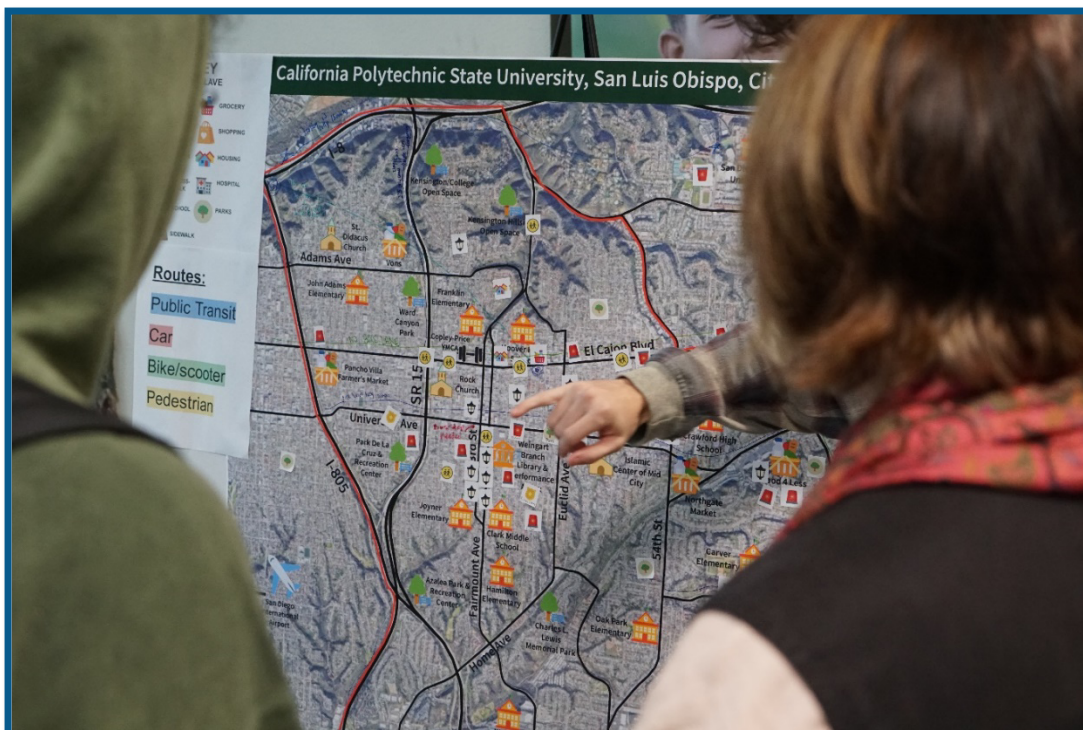 California Polytechnic State University, San Luis Obispo,
GROCERY
SHOPPING
HOUSING
HOSPITAL
PARKS
SIDEWALK
Routes:
Public Transit
Car
Bike/scooter
Pedestrian
I-8
Kensington/College
Open Space
Kensington Hills
Open Space
St.
Didacus
Church
Vons
Adams Ave
John Adams
Elementary
Ward
Canyon
Park
Franklin
Elementary
Copley-Price
YMCA
El Cajon Blvd
Pancho Villa
Farmer's Market
SR 15
Rock
Church
Ave
Park De La
Cruz &
Recreation
Center
I-805
Weingart
Branch
Library &
Euclid Ave
Islamic
Center of Mid
City
Crawford High
School
Northgate
Market
54th St
Joyner
Elementary
Clark Middle
School
Carver
Elementary
Fairmount Ave
Azalea Park &
Recreation
Center
Hamilton
Elementary
Charles L.
Lewis
Memorial Park
Oak Park
Elementary
Home Ave
San Diego